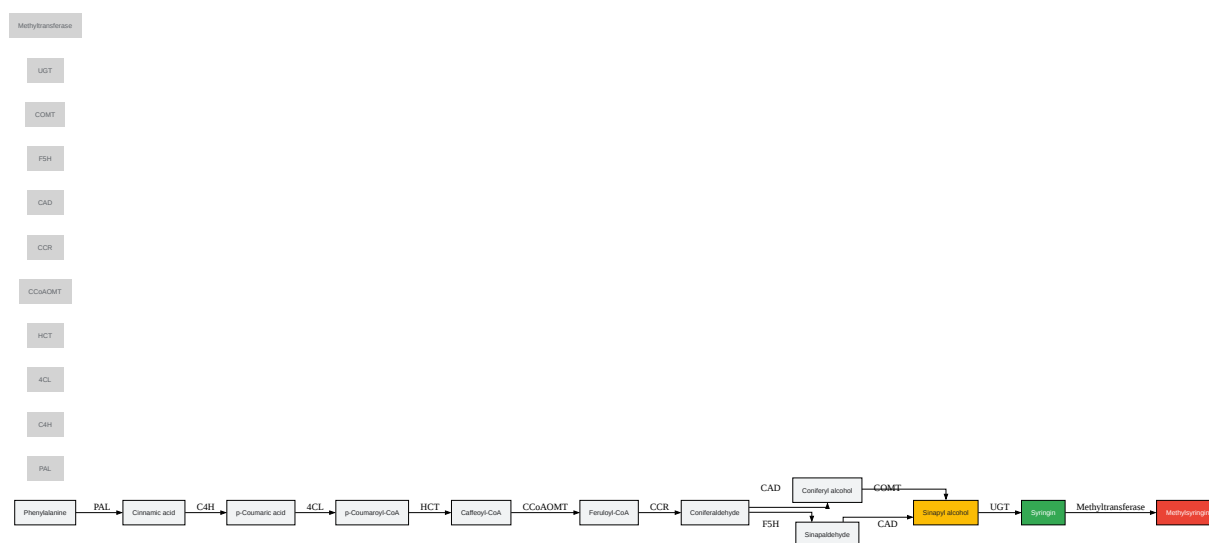 Methyltransferase
UGT
COMT
F5H
CAD
CCR
CCoAOMT
HCT
4CL
C4H
PAL
Phenylalanine
PAL
Cinnamic acid
C4H
p-Coumaric acid
4CL
p-Coumaroyl-CoA
HCT
Caffeoyl-CoA
CCoAOMT
Feruloyl-CoA
CCR
Coniferaldehyde
CAD
Coniferyl alcohol
COMT
F5H
Sinapaldehyde
CAD
Sinapyl alcohol
UGT
Syringin
Methyltransferase
Methylsyringin